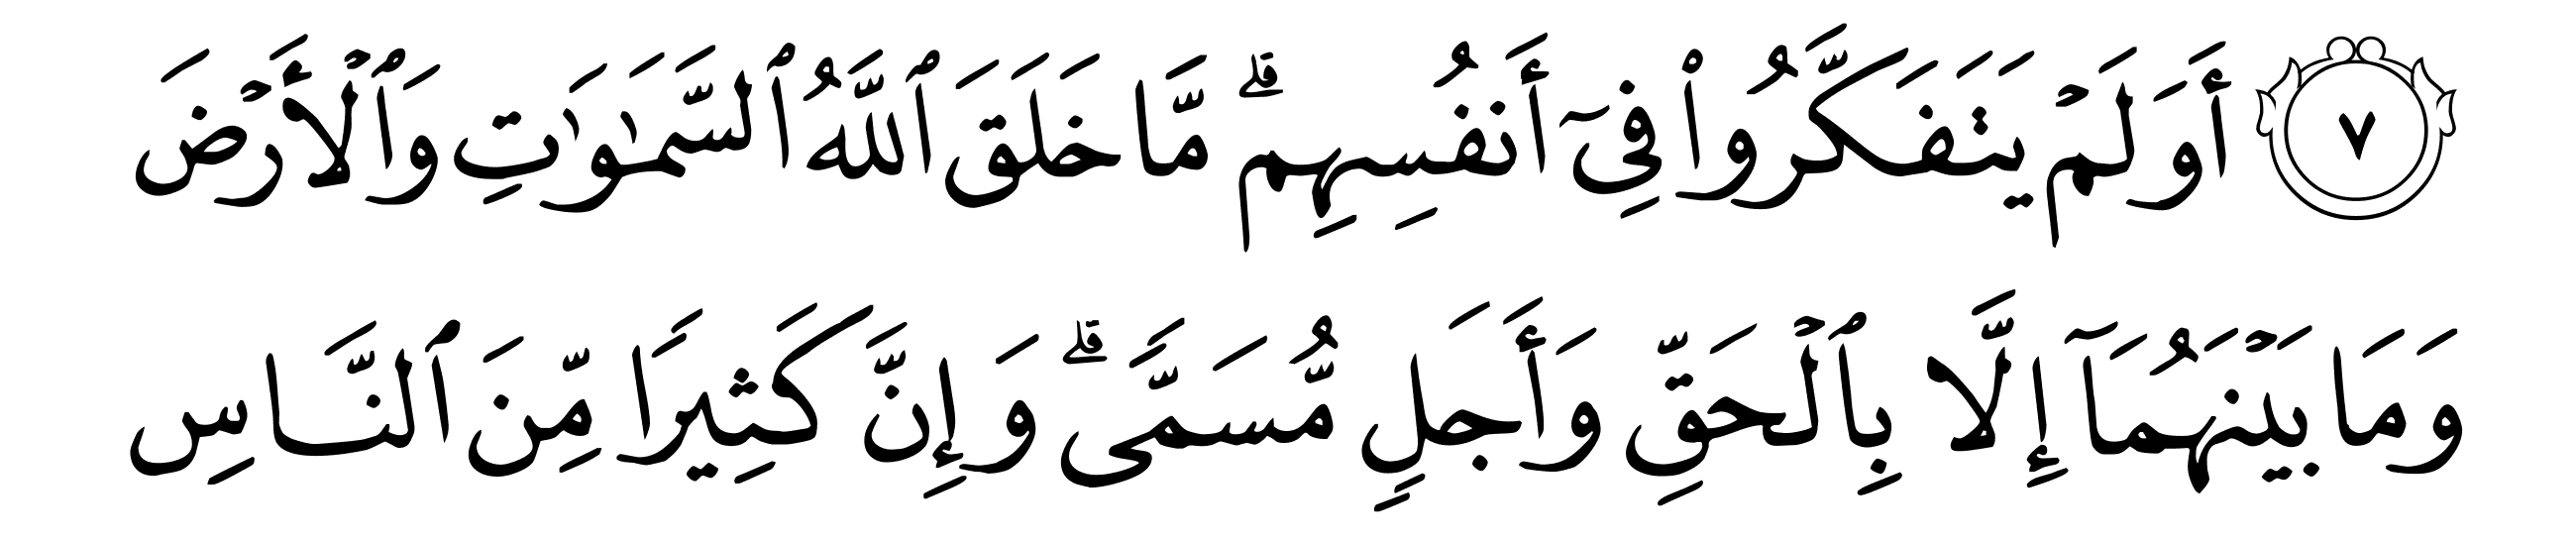 ٧ أَوَلَمۡ يَتَفَكَّرُواْ فِيٓ أَنفُسِهِمۗ مَّا خَلَقَ ٱللَّهُ ٱلسَّمَٰوَٰتِ وَٱلۡأَرۡضَ
وَمَا بَيۡنَهُمَآ إِلَّا بِٱلۡحَقِّ وَأَجَلٖ مُّسَمّٗىۗ وَإِنَّ كَثِيرٗا مِّنَ ٱلنَّاسِ